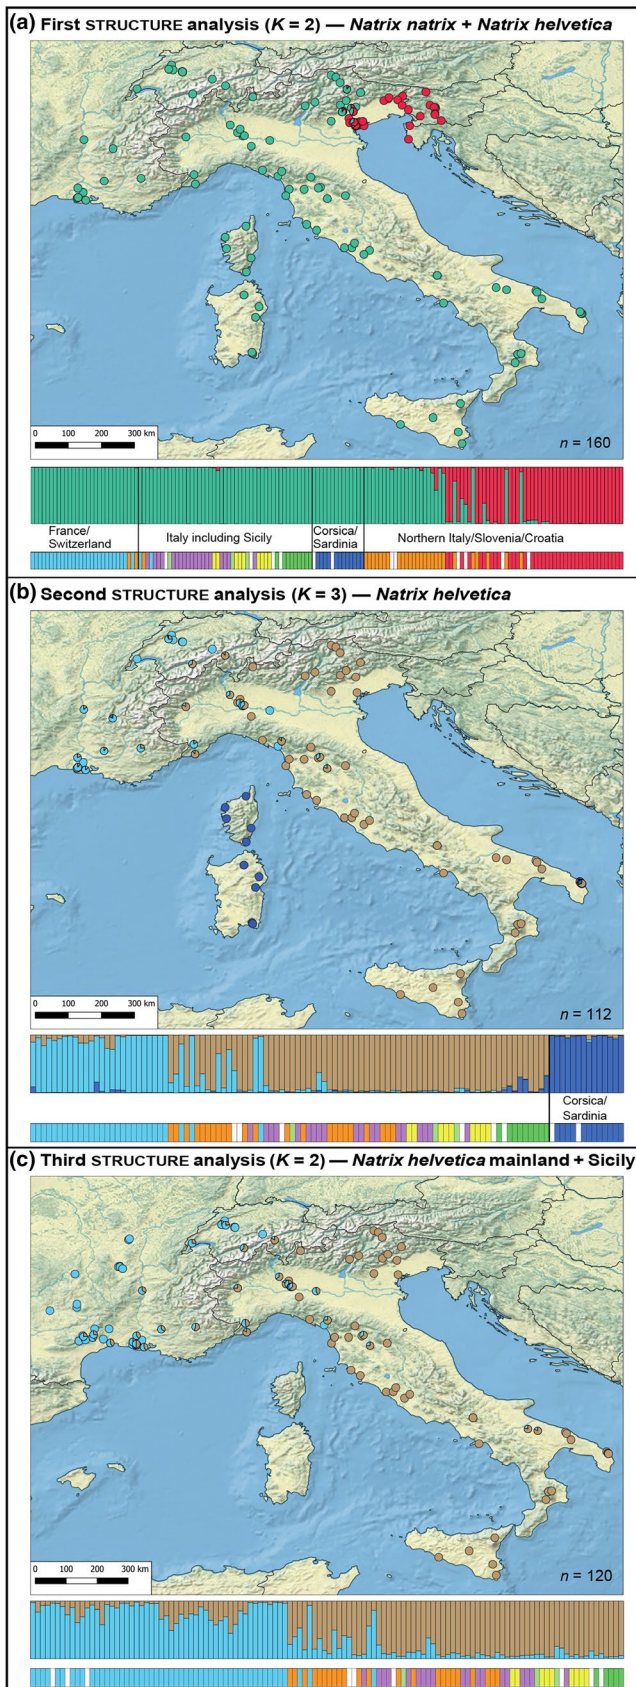 (a) First STRUCTURE analysis (K = 2) — Natrix natrix + Natrix helvetica
0 100 200 300 km
n = 160
France/
Switzerland
Italy including Sicily
Corsica/
Sardinia
Northern Italy/Slovenia/Croatia
(b) Second STRUCTURE analysis (K = 3) — Natrix helvetica
0 100 200 300 km
n = 112
Corsica/
Sardinia
(c) Third STRUCTURE analysis (K = 2) — Natrix helvetica mainland + Sicily
0 100 200 300 km
n = 120